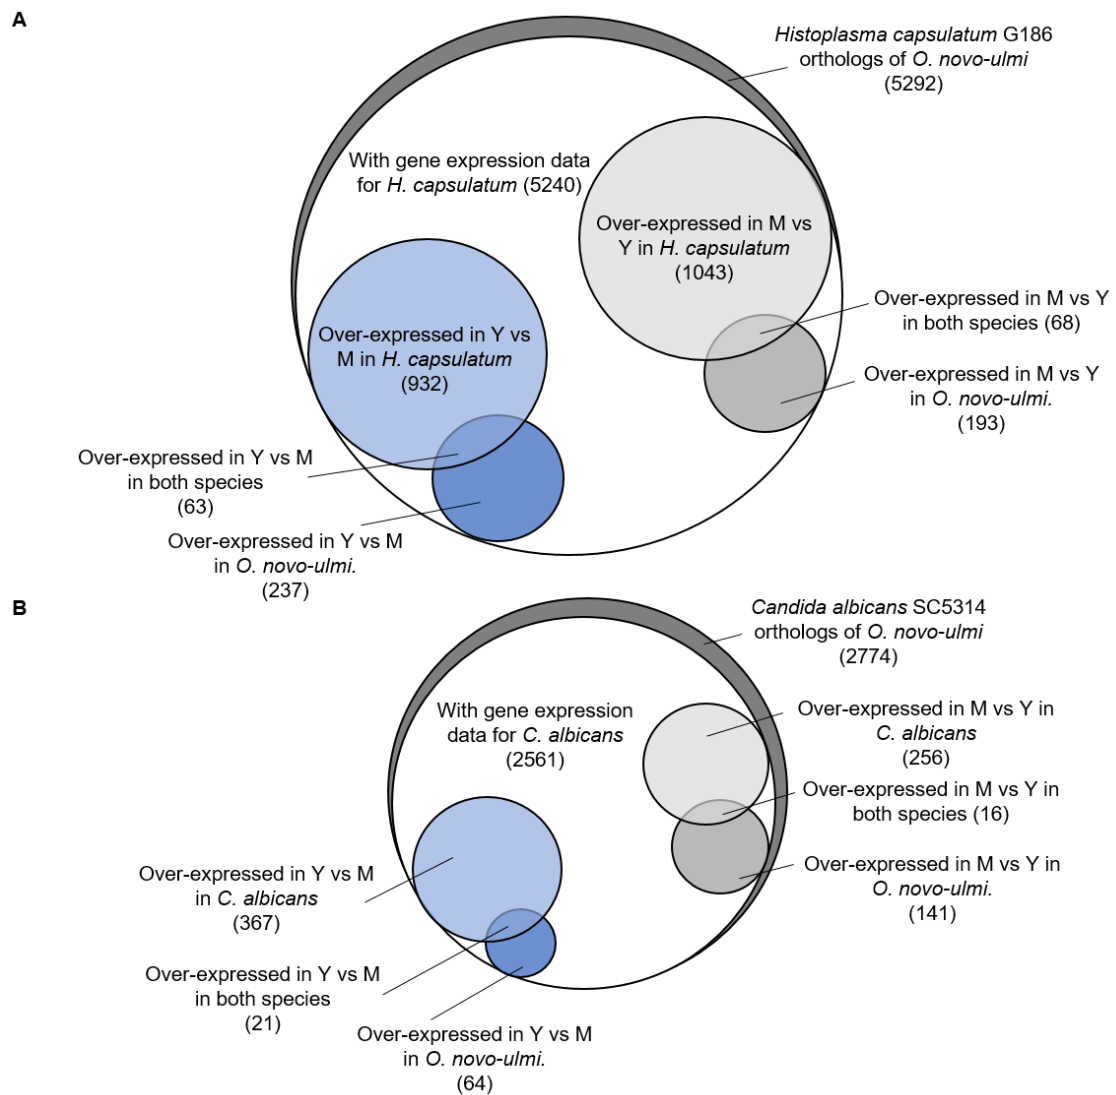 A
Histoplasma capsulatum G186
orthologs of O. novo-ulmi
(5292)
With gene expression data
for H. capsulatum (5240)
Over-expressed in M vs
Y in H. capsulatum
(1043)
Over-expressed in M vs Y
in both species (68)
Over-expressed in Y vs
M in H. capsulatum
(932)
Over-expressed in M vs Y
in O. novo-ulmi.
(193)
Over-expressed in Y vs M
in both species
(63)
Over-expressed in Y vs M
in O. novo-ulmi.
(237)
B
Candida albicans SC5314
orthologs of O. novo-ulmi
(2774)
With gene expression
data for C. albicans
(2561)
Over-expressed in M vs Y in
C. albicans
(256)
Over-expressed in M vs Y in
both species (16)
Over-expressed in M vs Y in
O. novo-ulmi.
(141)
Over-expressed in Y vs M
in C. albicans
(367)
Over-expressed in Y vs M
in both species
(21)
Over-expressed in Y vs M
in O. novo-ulmi.
(64)